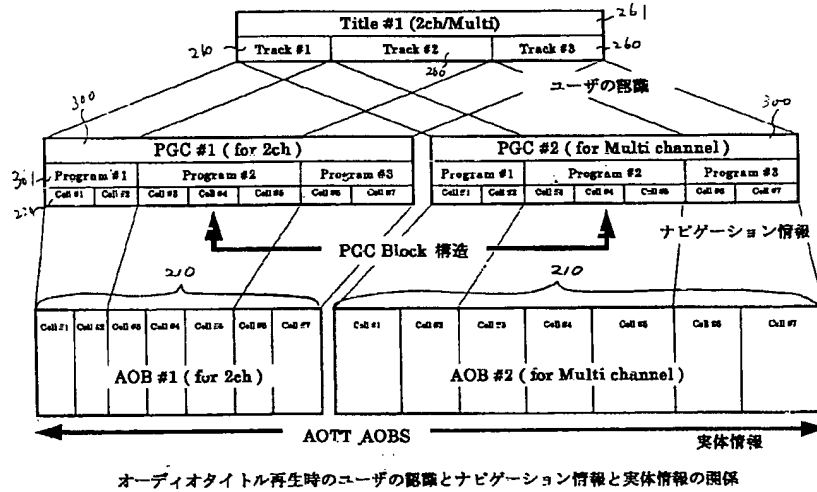 Title #1 (2ch/Multi)
261
260
Track #1
Track #2
Track #3
260
260
ユーザの認識
300
300
PGC #1 ( for 2ch)
PGC #2 ( for Multi channel )
301
Program #1
Program #2
Program #3
Program #1
Program #2
Program #3
Cell #1
Cell #2
Cell #3
Cell #4
Cell #5
Cell #6
Cell #7
Cell #1
Cell #2
Cell #3
Cell #4
Cell #5
Cell #6
Cell #7
PGC Block 構造
ナビゲーション情報
210
210
Cell #1
Cell #2
Cell #3
Cell #4
Cell #5
Cell #6
Cell #7
Cell #1
Cell #2
Cell #3
Cell #4
Cell #5
Cell #6
Cell #7
AOB #1 ( for 2ch )
AOB #2 ( for Multi channel )
AOTT_AOBS
実体情報
オーディオタイトル再生時のユーザの認識とナビゲーション情報と実体情報の関係